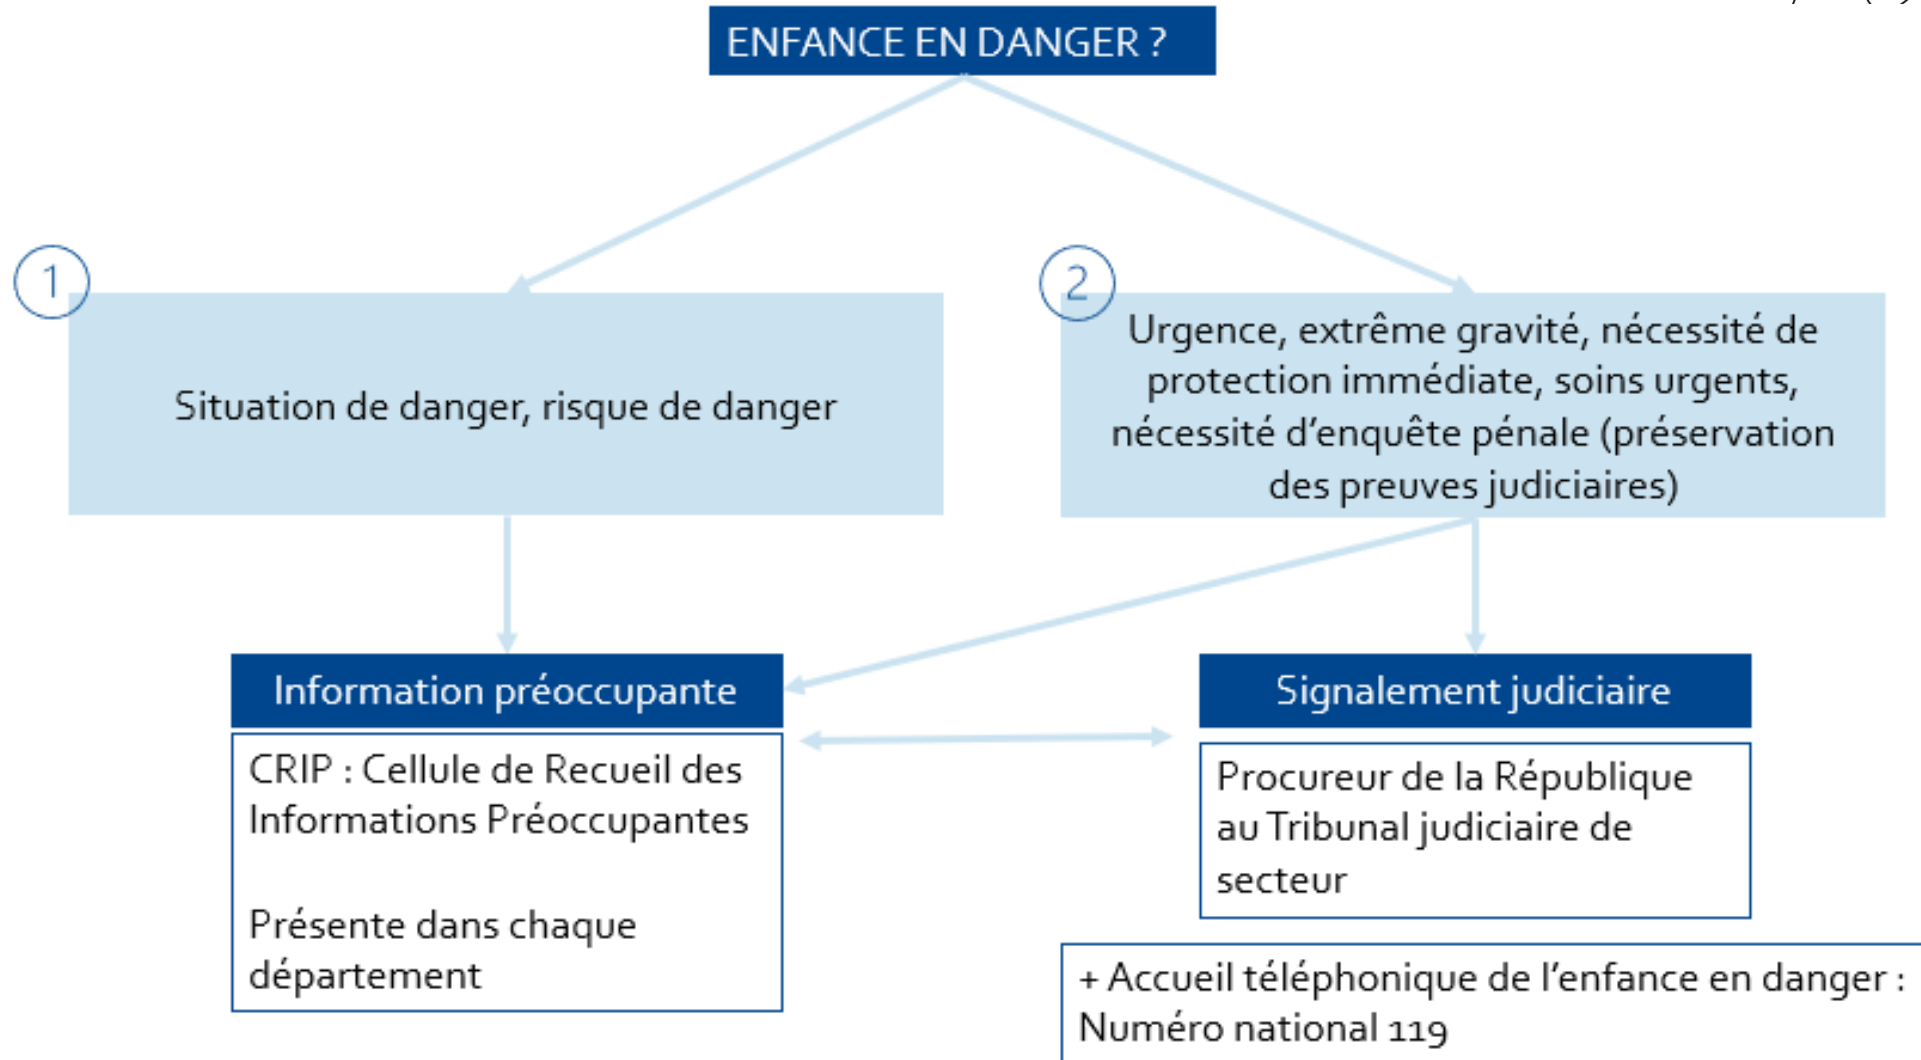 ENFANCE EN DANGER ?
1
Situation de danger, risque de danger
2
Urgence, extrême gravité, nécessité de
protection immédiate, soins urgents,
nécessité d'enquête pénale (préservation
des preuves judiciaires)
Information préoccupante
CRIP : Cellule de Recueil des
Informations Préoccupantes
Présente dans chaque
département
Signalement judiciaire
Procureur de la République
au Tribunal judiciaire de
secteur
+ Accueil téléphonique de l'enfance en danger :
Numéro national 119